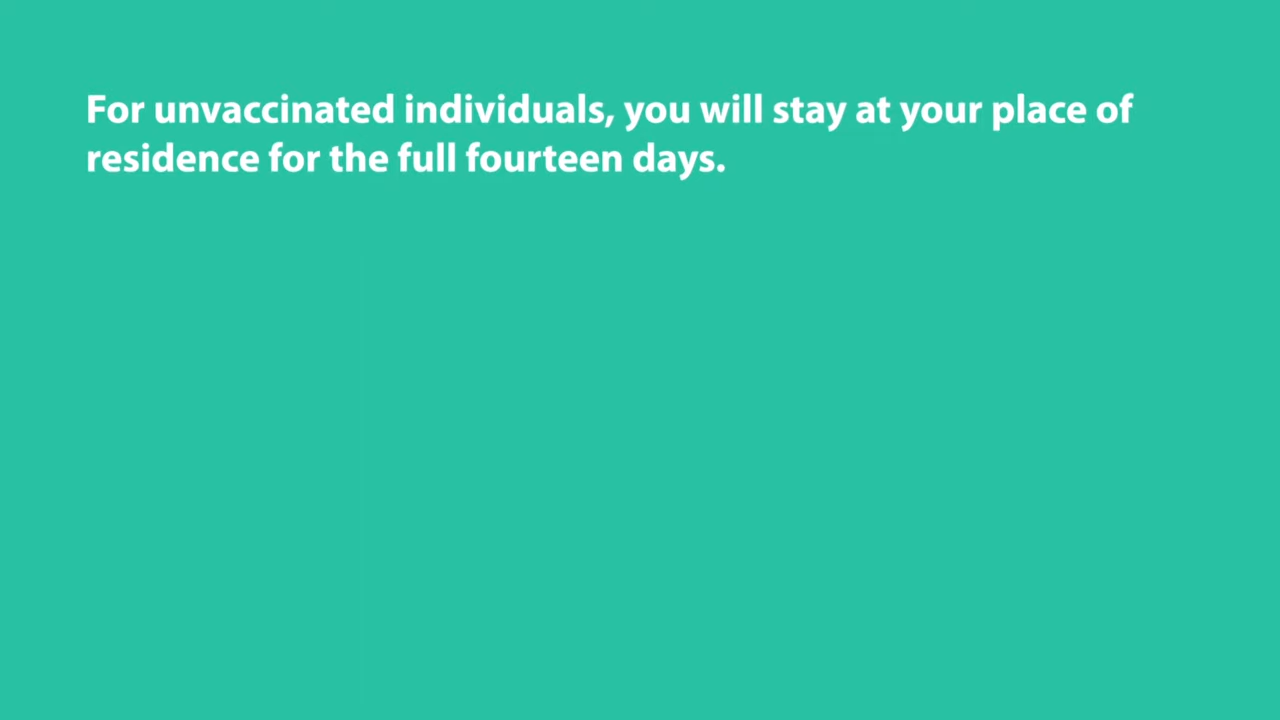 For unvaccinated individuals, you will stay at your place of
residence for the full fourteen days.